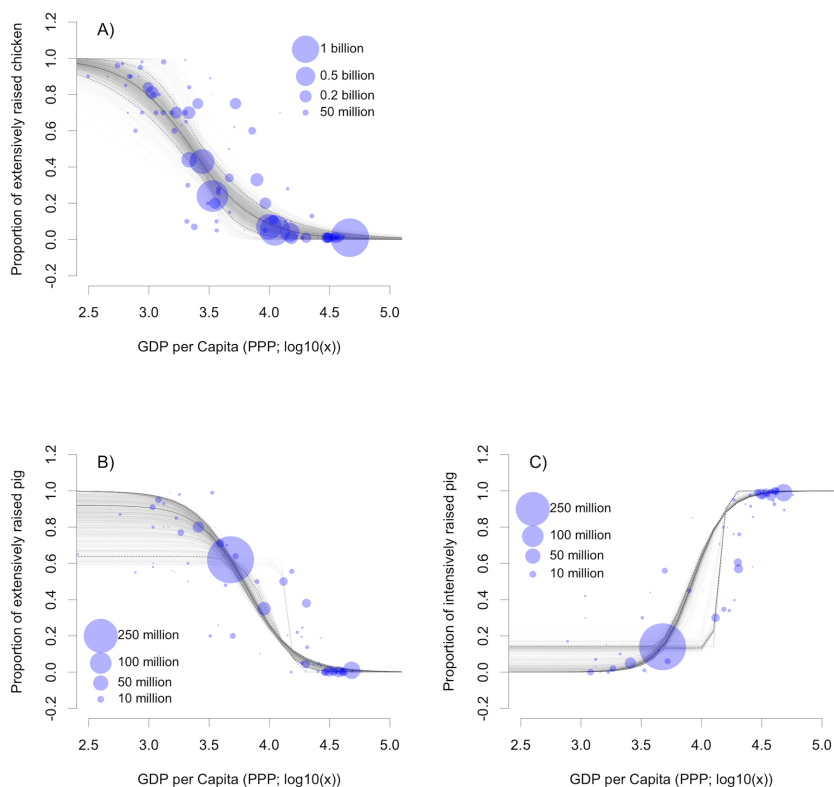 A)
1 billion
0.5 billion
0.2 billion
50 million
Proportion of extensively raised chicken
1.2
1.0
0.8
0.6
0.4
0.2
0.0
-0.2
2.5 3.0 3.5 4.0 4.5 5.0
GDP per Capita (PPP; log10(x))
B)
250 million
100 million
50 million
10 million
Proportion of extensively raised pig
1.2
1.0
0.8
0.6
0.4
0.2
0.0
-0.2
2.5 3.0 3.5 4.0 4.5 5.0
GDP per Capita (PPP; log10(x))
C)
250 million
100 million
50 million
10 million
Proportion of intensively raised pig
1.2
1.0
0.8
0.6
0.4
0.2
0.0
-0.2
2.5 3.0 3.5 4.0 4.5 5.0
GDP per Capita (PPP; log10(x))